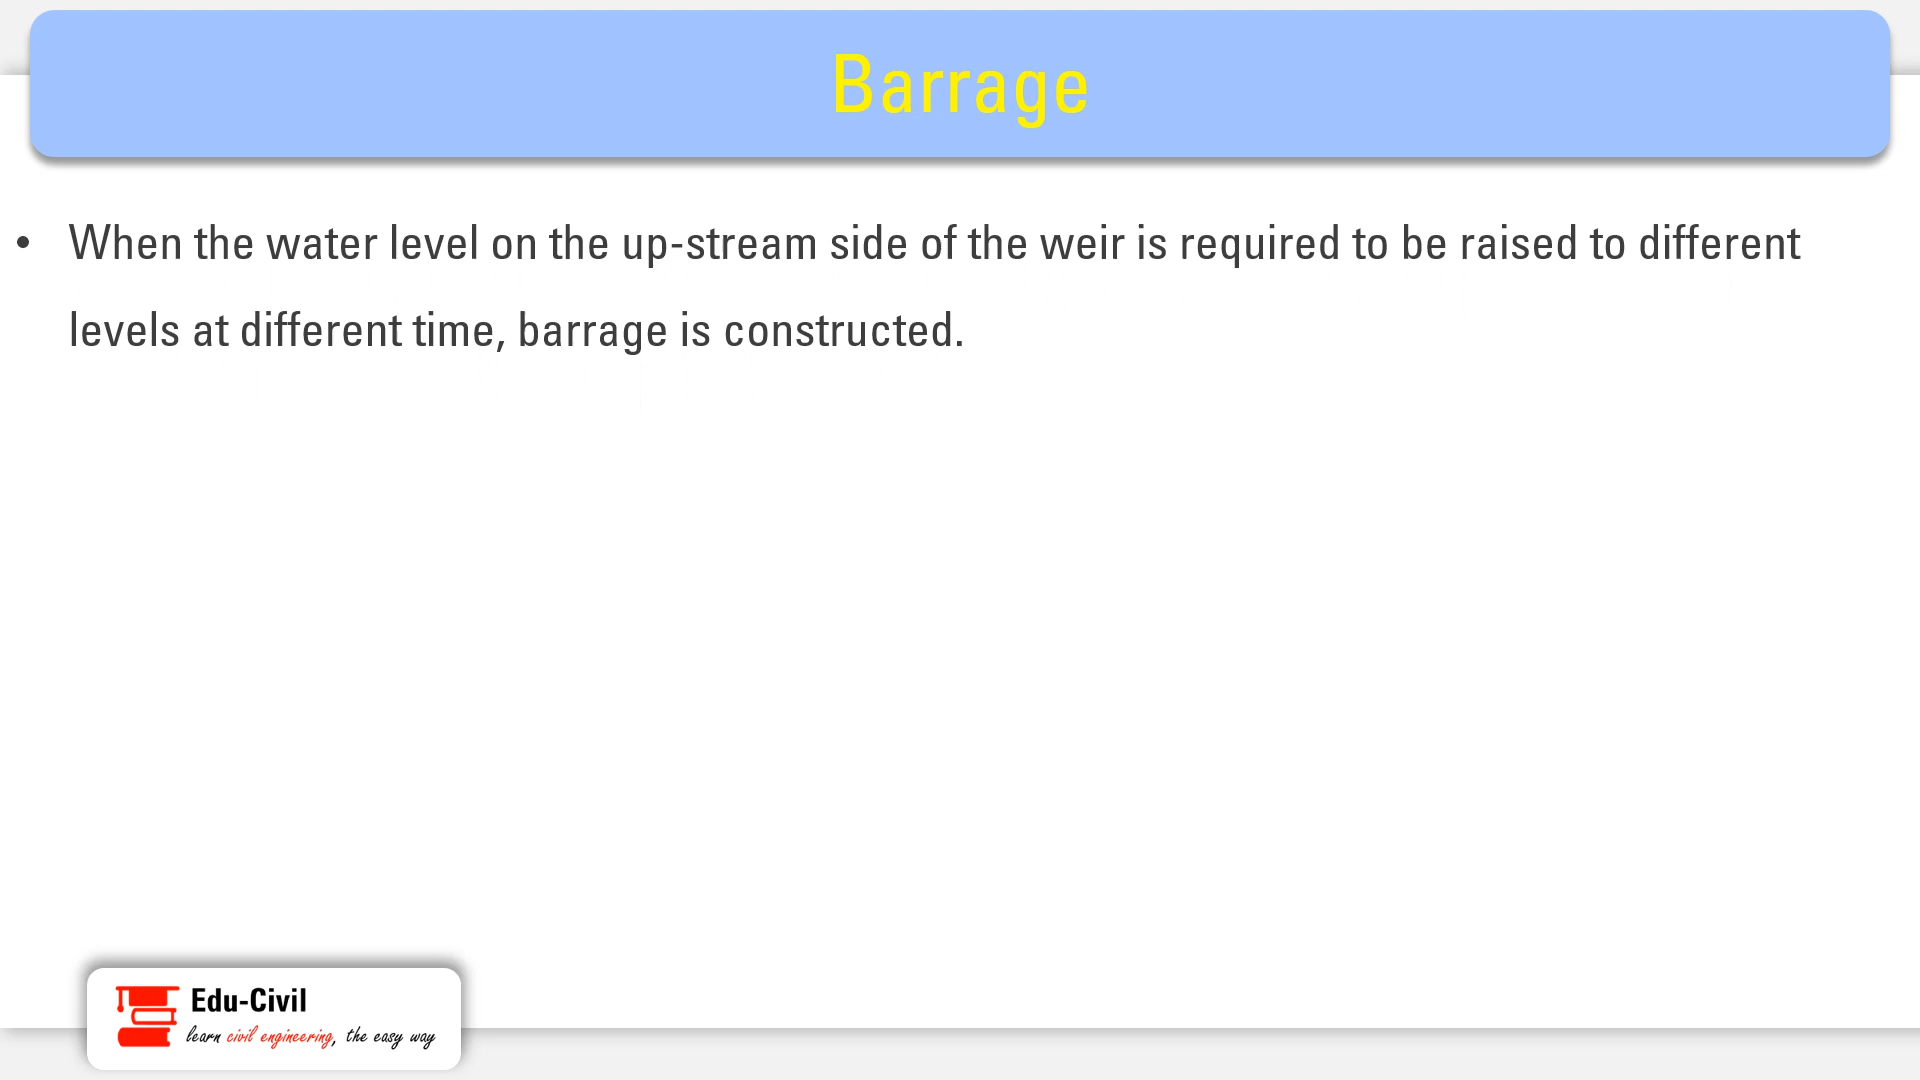 Barrage
• When the water level on the up-stream side of the weir is required to be raised to different
levels at different time, barrage is constructed.
Edu-Civil
learn civil engineering, the easy way